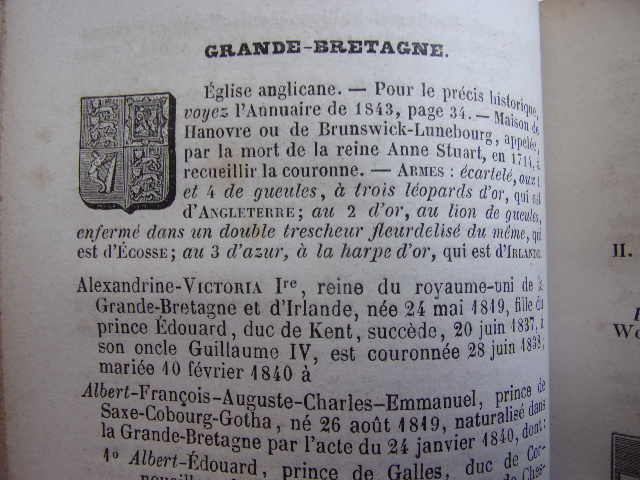 GRANDE-BRETAGNE.
Église anglicane. — Pour le précis historique,
voyez l'Annuaire de 1843, page 34. — Maison de
Hanovre ou de Brunswick-Lunebourg, appelée,
par la mort de la reine Anne Stuart, en 1714, à
recueillir la couronne. — ARMES : écartelé, aux 1
et 4 de gueules, à trois léopards d'or, qui est
d'ANGLETERRE; au 2 d'or, au lion de gueules,
enfermé dans un double trescheur fleurdelisé du même, qui
est d'ÉCOSSE; au 3 d'azur, à la harpe d'or, qui est d'IRLANDE.
Alexandrine-VICTORIA Ire, reine du royaume-uni de la
Grande-Bretagne et d'Irlande, née 24 mai 1819, fille du
prince Édouard, duc de Kent, succède, 20 juin 1837, à
son oncle Guillaume IV, est couronnée 28 juin 1838,
mariée 10 février 1840 à
Albert-François-Auguste-Charles-Emmanuel, prince de
Saxe-Cobourg-Gotha, né 26 août 1819, naturalisé dans
la Grande-Bretagne par l'acte du 24 janvier 1840, dont:
1º Albert-Édouard, prince de Galles, duc de Cor-
II.